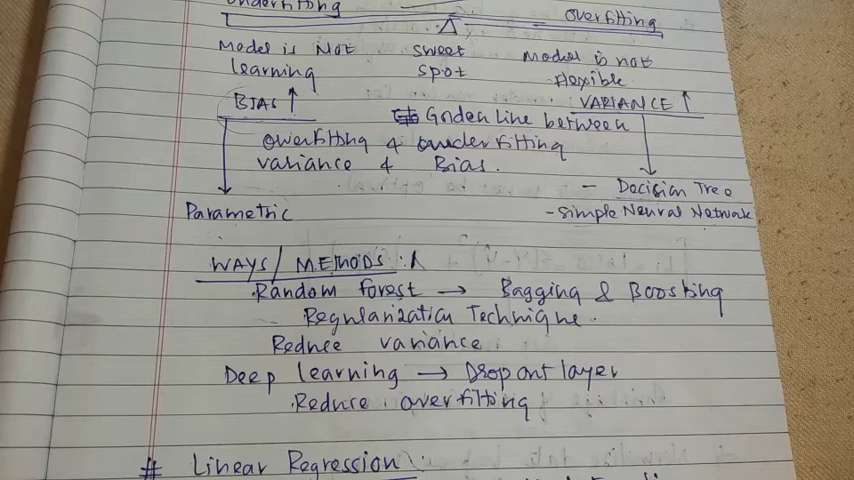 Underfitting overfitting
Model is Not sweet Model is not
learning spot flexible
BIAS ↑ VARIANCE ↑
Golden Line between
overfitting & underfitting
variance & Bias.
- Decision Tree
Parametric - simple Neural Network
WAYS / METHODS :
Random forest → Bagging & Boosting
Regularization Technique.
Reduce variance.
Deep learning → Drop out layer
Reduce overfitting
# Linear Regression